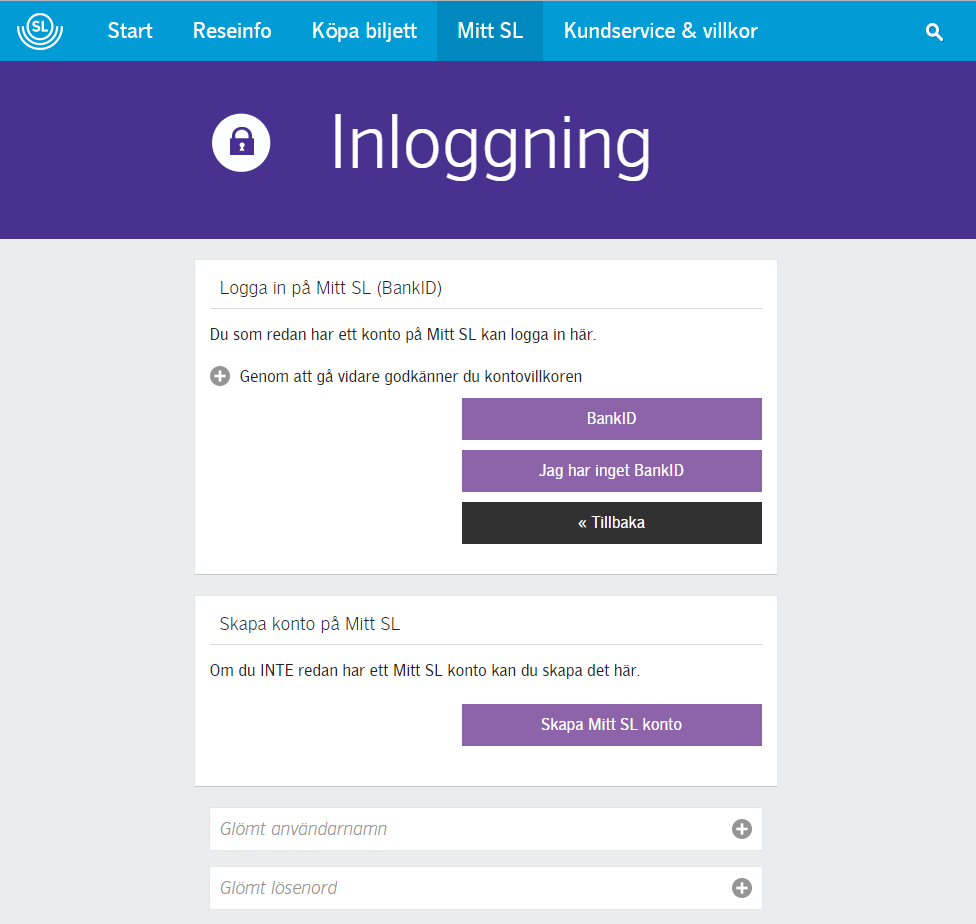 SL
Start
Reseinfo
Köpa biljett
Mitt SL
Kundservice & villkor
Inloggning
Logga in på Mitt SL (BankID)
Du som redan har ett konto på Mitt SL kan logga in här.
Genom att gå vidare godkänner du kontovillkoren
BankID
Jag har inget BankID
« Tillbaka
Skapa konto på Mitt SL
Om du INTE redan har ett Mitt SL konto kan du skapa det här.
Skapa Mitt SL konto
Glömt användarnamn
Glömt lösenord